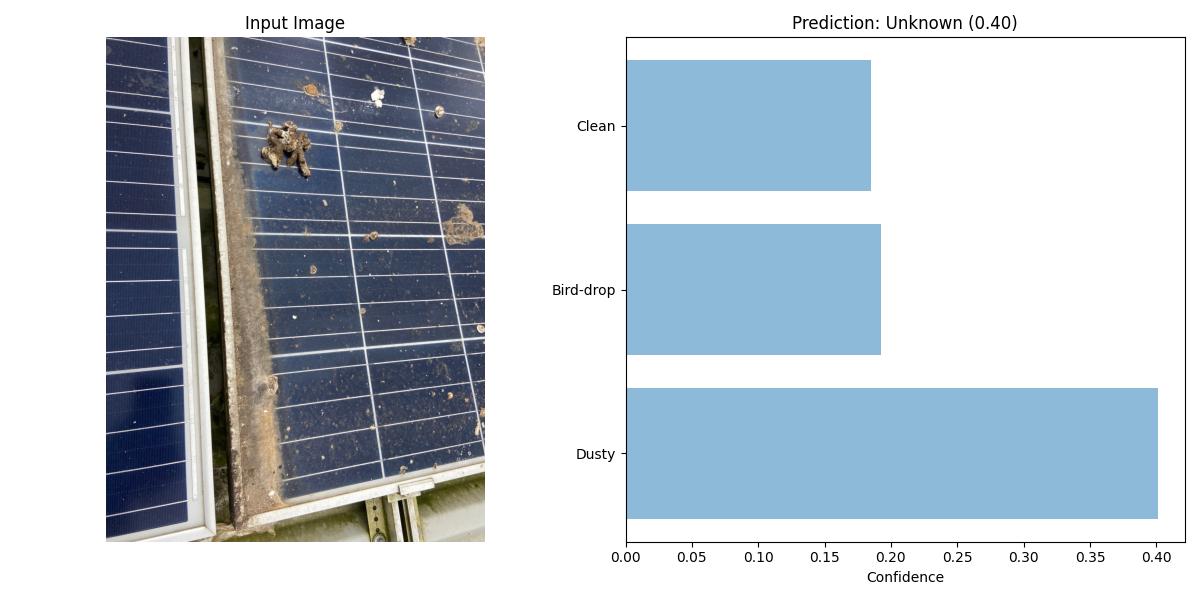 Input Image
Prediction: Unknown (0.40)
Clean
Bird-drop
Dusty
0.00 0.05 0.10 0.15 0.20 0.25 0.30 0.35 0.40
Confidence